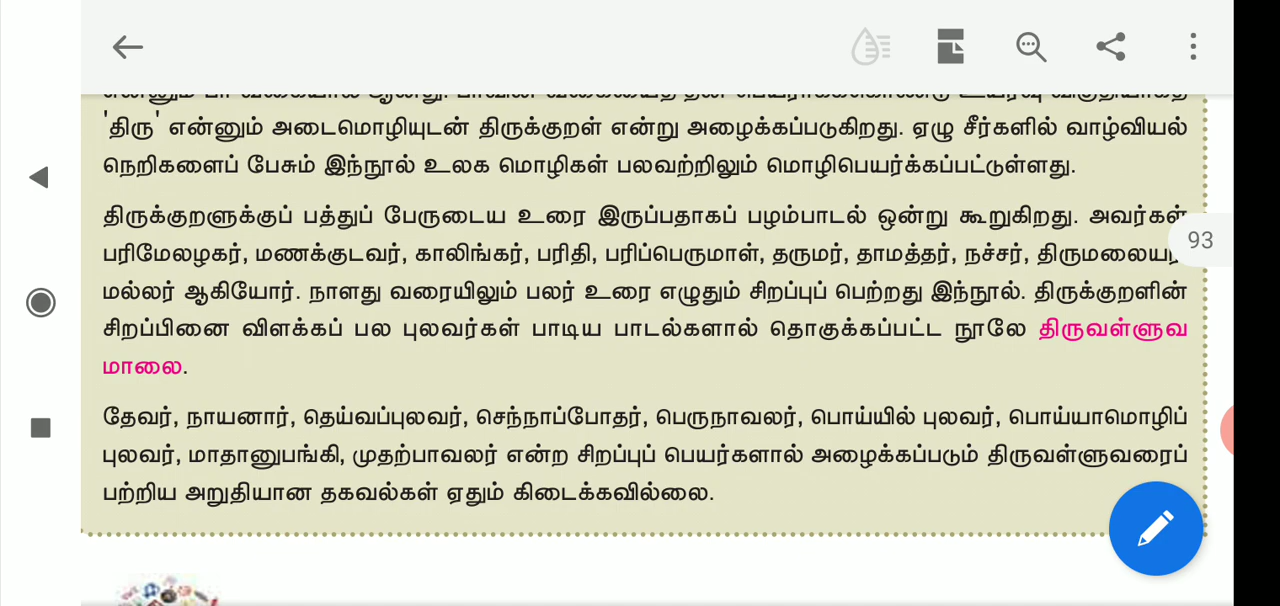 'திரு' என்னும் அடைமொழியுடன் திருக்குறள் என்று அழைக்கப்படுகிறது. ஏழு சீர்களில் வாழ்வியல்
நெறிகளைப் பேசும் இந்நூல் உலக மொழிகள் பலவற்றிலும் மொழிபெயர்க்கப்பட்டுள்ளது.
திருக்குறளுக்குப் பத்துப் பேருடைய உரை இருப்பதாகப் பழம்பாடல் ஒன்று கூறுகிறது. அவர்கள்
93
பரிமேலழகர், மணக்குடவர், காலிங்கர், பரிதி, பரிப்பெருமாள், தருமர், தாமத்தர், நச்சர்,
மல்லர் ஆகியோர். நாளது வரையிலும் பலர் உரை எழுதும் சிறப்புப் பெற்றது இந்நூல். திருக்குறளின்
சிறப்பினை விளக்கப் பல புலவர்கள் பாடிய பாடல்களால் தொகுக்கப்பட்ட நூலே திருவள்ளுவ
மாலை.
தேவர், நாயனார், தெய்வப்புலவர், செந்நாப்போதர், பெருநாவலர், பொய்யில் புலவர், பொய்யாமொழிப்
புலவர், மாதானுபங்கி, முதற்பாவலர் என்ற சிறப்புப் பெயர்களால் அழைக்கப்படும் திருவள்ளுவரைப்
பற்றிய அறுதியான தகவல்கள் ஏதும் கிடைக்கவில்லை.